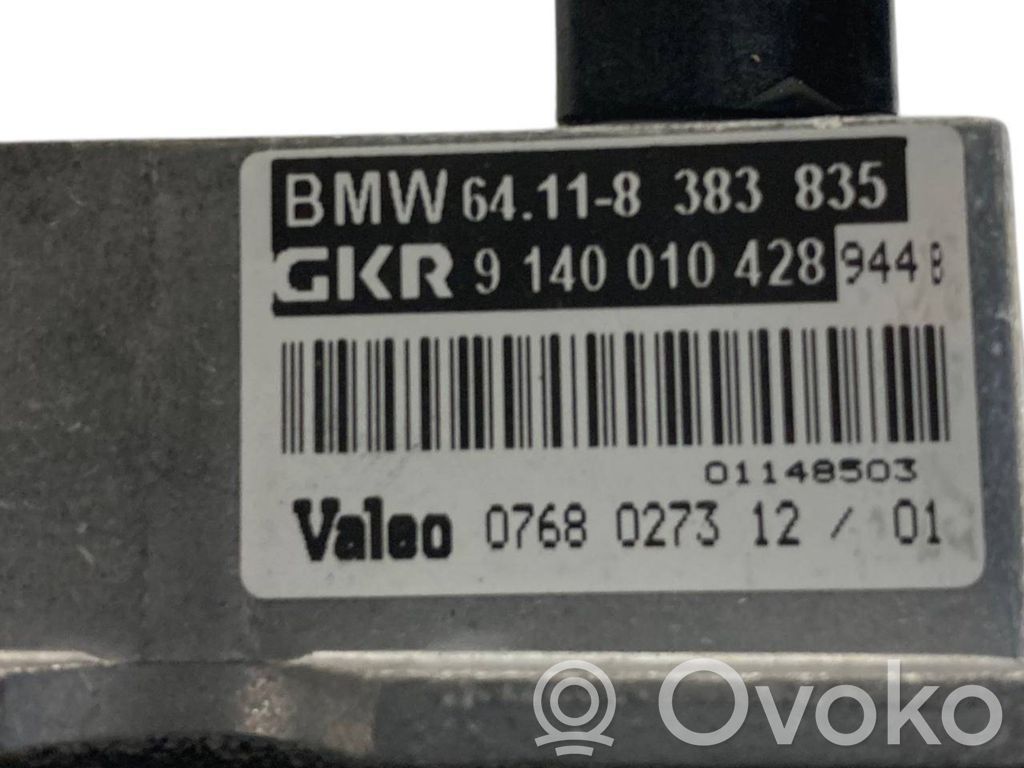 BMW 64.11-8 383 835
GKR 9 140 010 428 944 B
01148503
Valeo 0768 0273 12 / 01
Ovoko